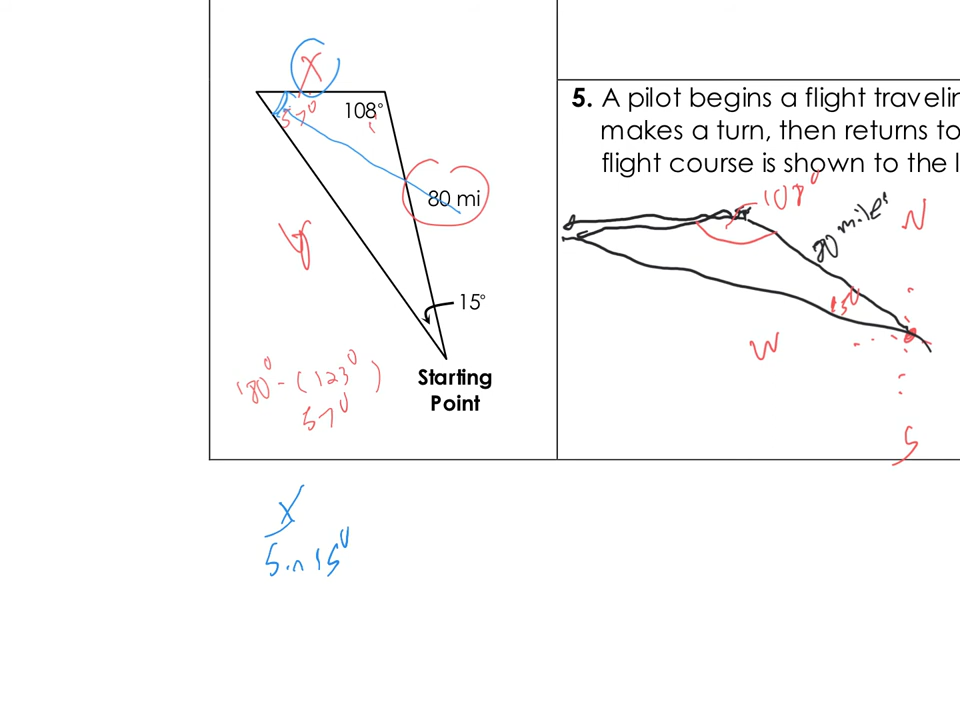 X
57°
108°
80 mi
y
15°
180° - (123°)
57°
Starting
Point
X
Sin 15°
5. A pilot begins a flight travelin
makes a turn, then returns to
flight course is shown to the l
108°
80 miles
N
15°
W
S